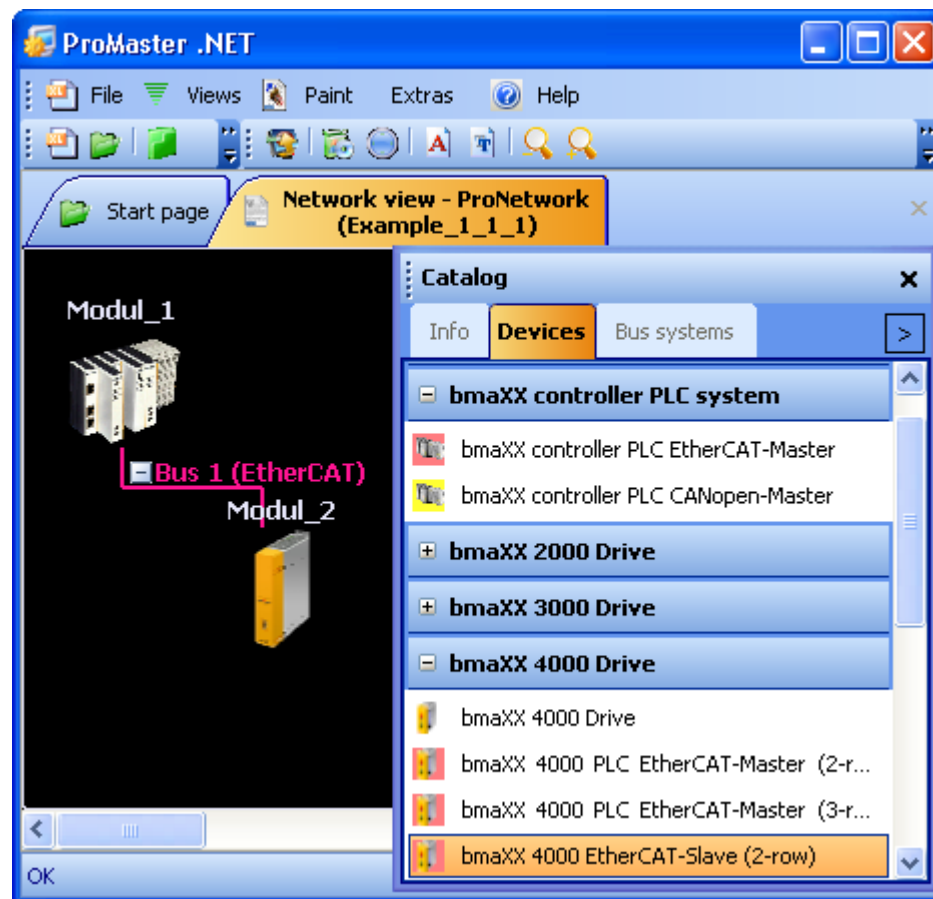 ProMaster .NET
File Views Paint Extras Help
Start page
Network view - ProNetwork
(Example_1_1_1)
Modul_1
Bus 1 (EtherCAT)
Modul_2
Catalog
Info Devices Bus systems >
bmaXX controller PLC system
bmaXX controller PLC EtherCAT-Master
bmaXX controller PLC CANopen-Master
bmaXX 2000 Drive
bmaXX 3000 Drive
bmaXX 4000 Drive
bmaXX 4000 Drive
bmaXX 4000 PLC EtherCAT-Master (2-r...
bmaXX 4000 PLC EtherCAT-Master (3-r...
bmaXX 4000 EtherCAT-Slave (2-row)
OK